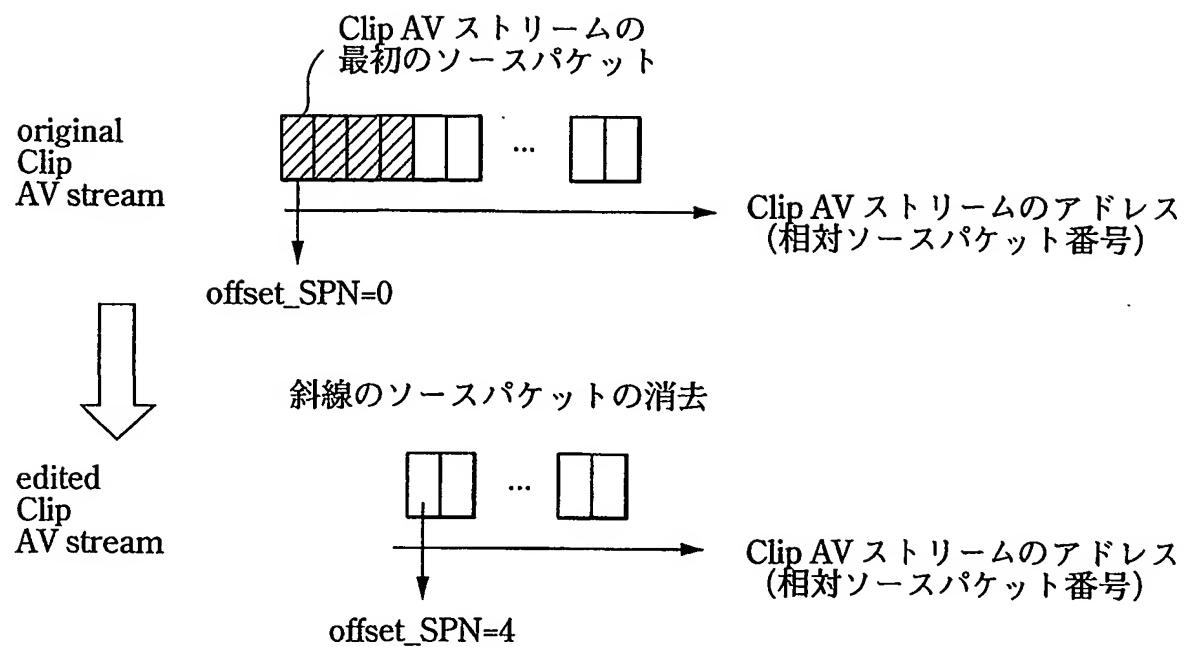 Clip AV ストリームの
最初のソースパケット
original
Clip
AV stream
...
Clip AV ストリームのアドレス
(相対ソースパケット番号)
offset_SPN=0
斜線のソースパケットの消去
edited
Clip
AV stream
...
Clip AV ストリームのアドレス
(相対ソースパケット番号)
offset_SPN=4